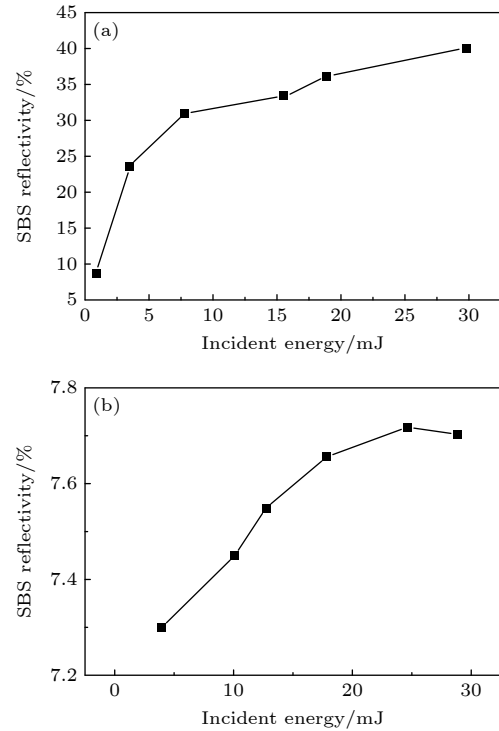 (a)
SBS reflectivity/%
45
40
35
30
25
20
15
10
5
0 5 10 15 20 25 30
Incident energy/mJ
(b)
SBS reflectivity/%
7.8
7.6
7.4
7.2
0 10 20 30
Incident energy/mJ